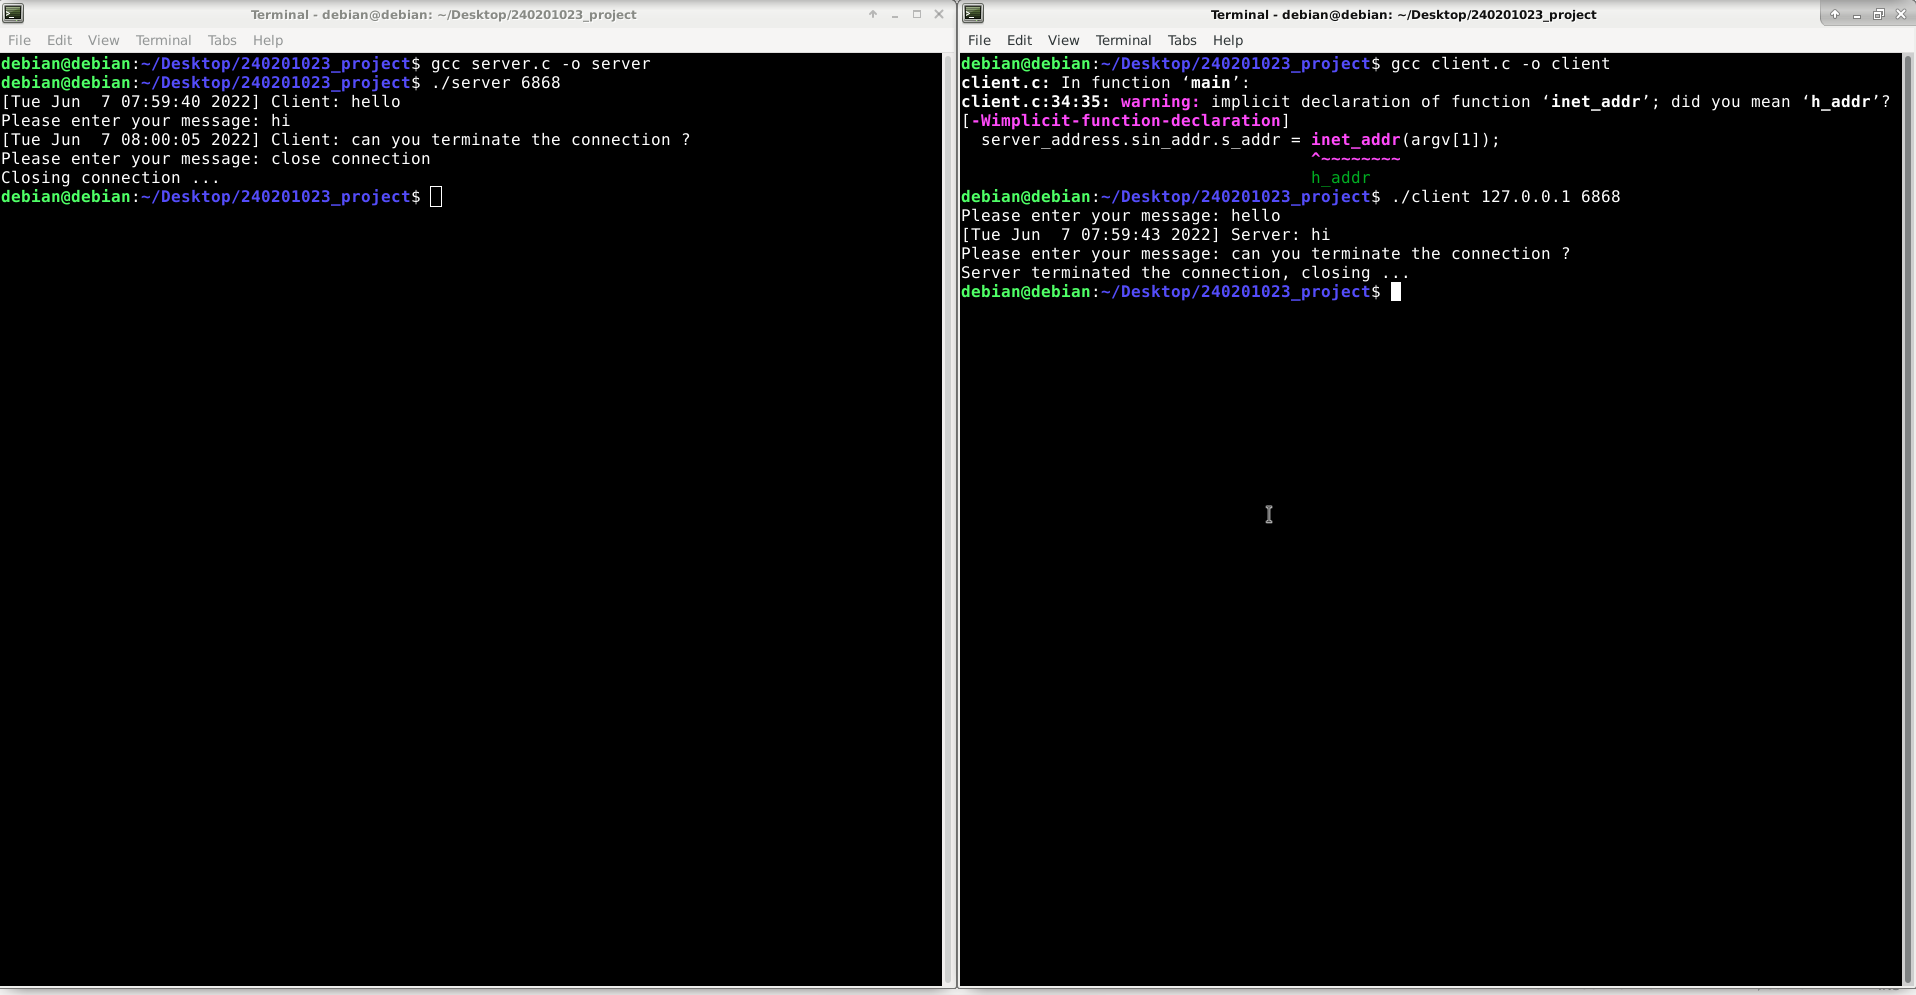 Terminal - debian@debian: ~/Desktop/240201023_project
File Edit View Terminal Tabs Help
debian@debian:~/Desktop/240201023_project$ gcc server.c -o server
debian@debian:~/Desktop/240201023_project$ ./server 6868
[Tue Jun  7 07:59:40 2022] Client: hello
Please enter your message: hi
[Tue Jun  7 08:00:05 2022] Client: can you terminate the connection ?
Please enter your message: close connection
Closing connection ...
debian@debian:~/Desktop/240201023_project$
Terminal - debian@debian: ~/Desktop/240201023_project
File Edit View Terminal Tabs Help
debian@debian:~/Desktop/240201023_project$ gcc client.c -o client
client.c: In function ‘main’:
client.c:34:35: warning: implicit declaration of function ‘inet_addr’; did you mean ‘h_addr’?
[-Wimplicit-function-declaration]
  server_address.sin_addr.s_addr = inet_addr(argv[1]);
                                   ^~~~~~~~~
                                   h_addr
debian@debian:~/Desktop/240201023_project$ ./client 127.0.0.1 6868
Please enter your message: hello
[Tue Jun  7 07:59:43 2022] Server: hi
Please enter your message: can you terminate the connection ?
Server terminated the connection, closing ...
debian@debian:~/Desktop/240201023_project$